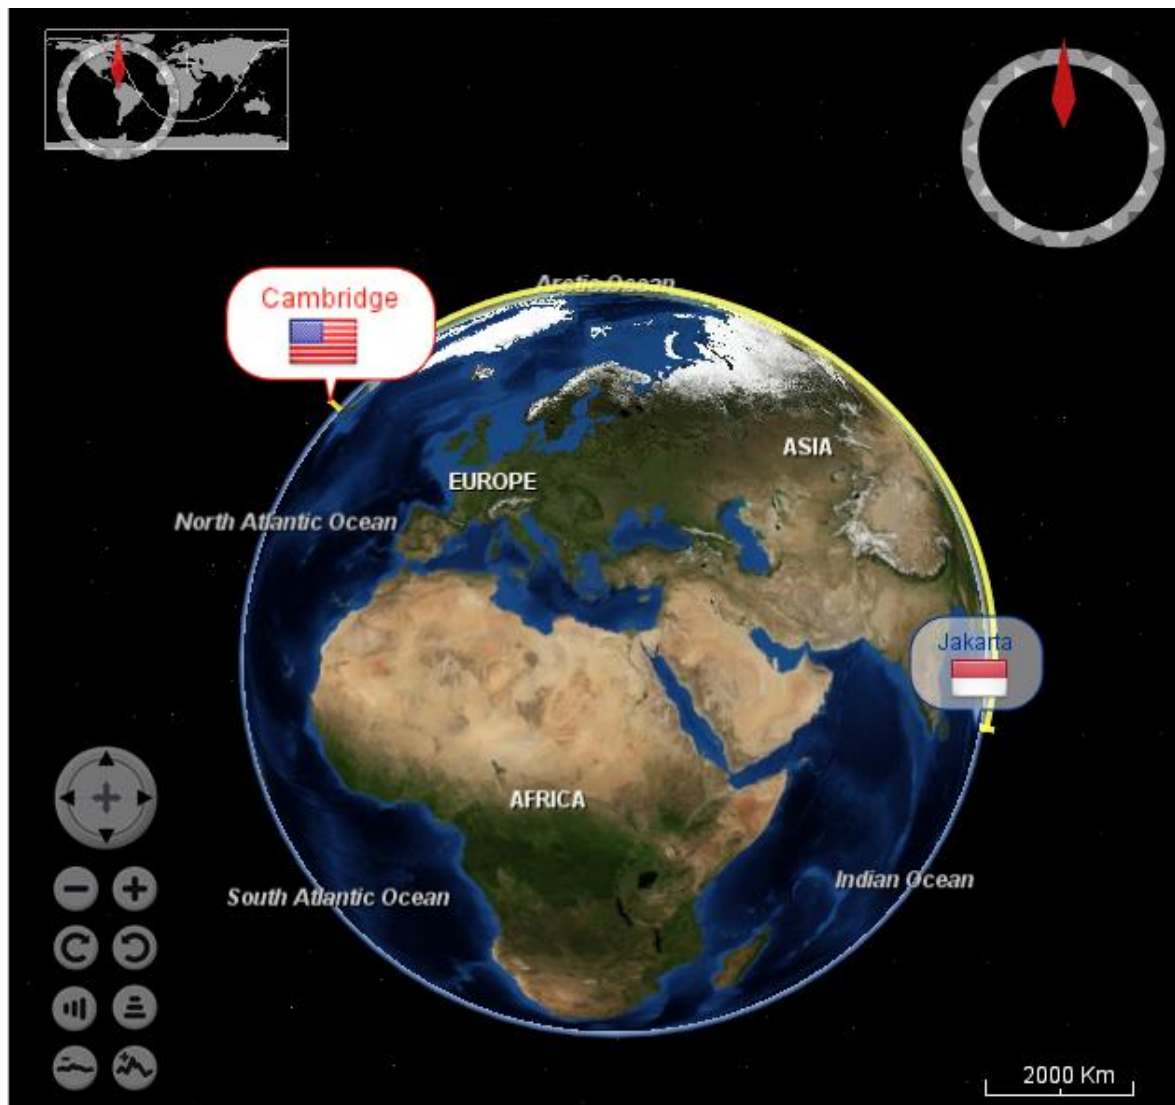 Arctic Ocean
Cambridge
ASIA
EUROPE
North Atlantic Ocean
Jakarta
AFRICA
Indian Ocean
South Atlantic Ocean
2000 Km